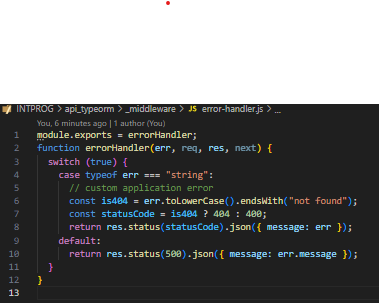 INTPROG > api_typeorm > _middleware > JS error-handler.js > ...
You, 6 minutes ago | 1 author (You)
1 module.exports = errorHandler;
2 function errorHandler(err, req, res, next) {
3   switch (true) {
4     case typeof err === "string":
5       // custom application error
6       const is404 = err.toLowerCase().endsWith("not found");
7       const statusCode = is404 ? 404 : 400;
8       return res.status(statusCode).json({ message: err });
9     default:
10       return res.status(500).json({ message: err.message });
11   }
12 }
13